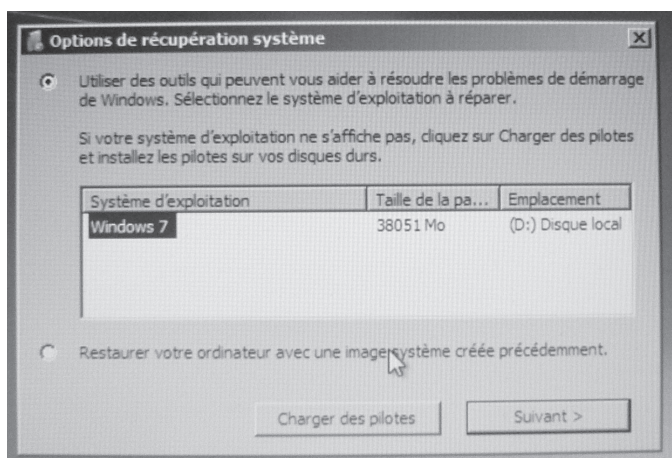 Options de récupération système
Utiliser des outils qui peuvent vous aider à résoudre les problèmes de démarrage
de Windows. Sélectionnez le système d'exploitation à réparer.
Si votre système d'exploitation ne s'affiche pas, cliquez sur Charger des pilotes
et installez les pilotes sur vos disques durs.
Système d'exploitation Taille de la pa... Emplacement
Windows 7 38051 Mo (D:) Disque local
Restaurer votre ordinateur avec une image système créée précédemment.
Charger des pilotes Suivant >